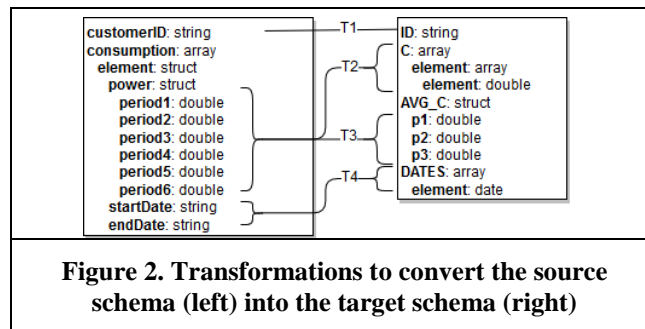 customerID: string
consumption: array
element: struct
power: struct
period1: double
period2: double
period3: double
period4: double
period5: double
period6: double
startDate: string
endDate: string
T1
T2
T3
T4
ID: string
C: array
element: array
element: double
AVG_C: struct
p1: double
p2: double
p3: double
DATES: array
element: date
Figure 2. Transformations to convert the source
schema (left) into the target schema (right)